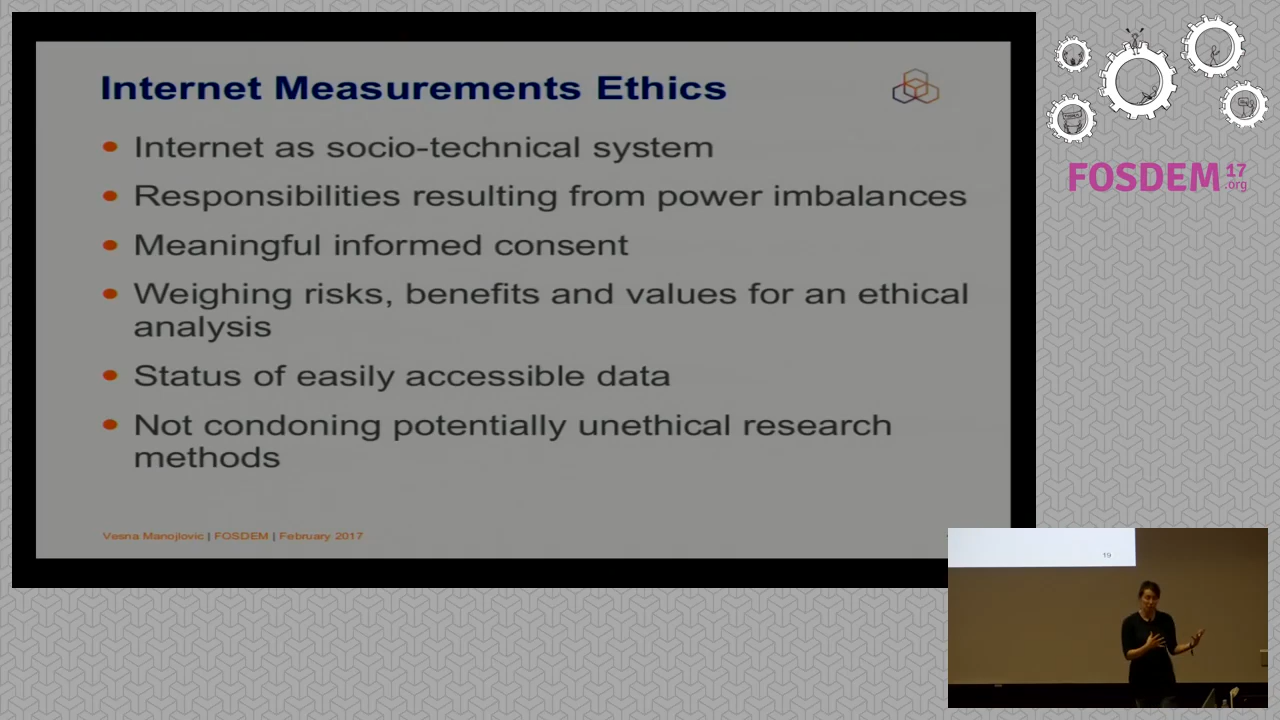 Internet Measurements Ethics
Internet as socio-technical system
Responsibilities resulting from power imbalances
Meaningful informed consent
Weighing risks, benefits and values for an ethical
analysis
Status of easily accessible data
Not condoning potentially unethical research
methods
Vesna Manojlovic | FOSDEM | February 2017
FOSDEM 17
.org
19